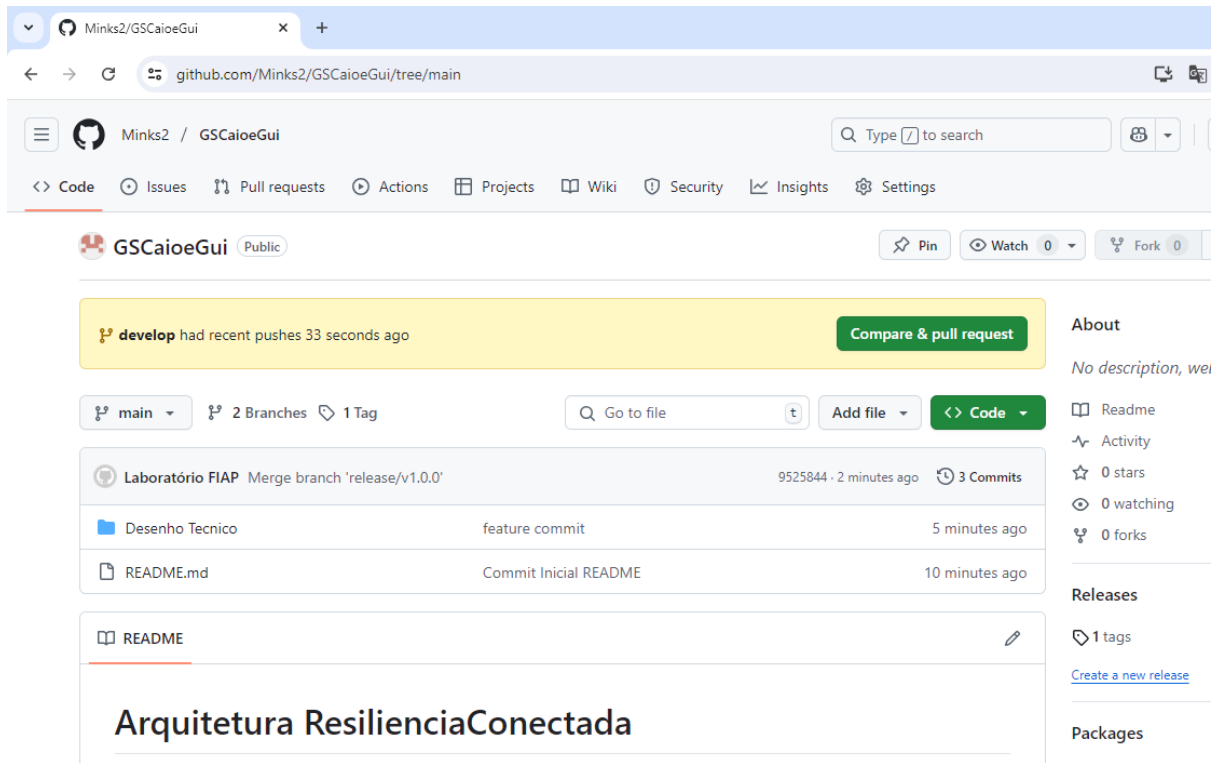 Minks2/GSCaioeGui
github.com/Minks2/GSCaioeGui/tree/main
Minks2 / GSCaioeGui
Type / to search
Code Issues Pull requests Actions Projects Wiki Security Insights Settings
GSCaioeGui Public
Pin Watch 0 Fork 0
develop had recent pushes 33 seconds ago
Compare & pull request
main 2 Branches 1 Tag
Go to file t
Add file
Code
Laboratório FIAP Merge branch 'release/v1.0.0' 9525844 · 2 minutes ago 3 Commits
Desenho Tecnico feature commit 5 minutes ago
README.md Commit Inicial README 10 minutes ago
README
Arquitetura ResilienciaConectada
About
No description, we
Readme
Activity
0 stars
0 watching
0 forks
Releases
1 tags
Create a new release
Packages